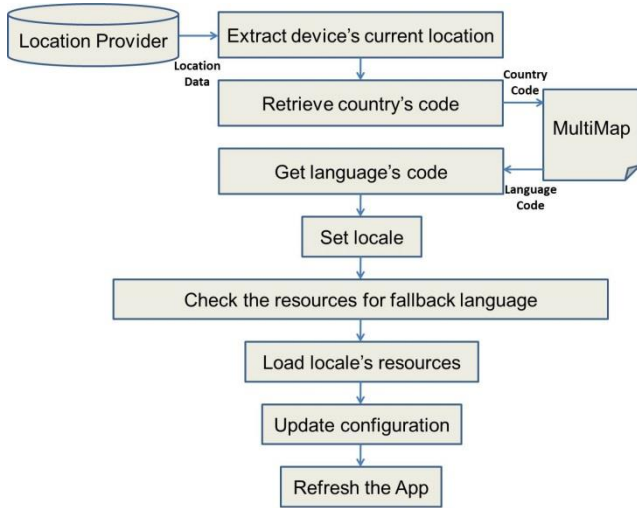 Location Provider
Extract device's current location
Location
Data
Retrieve country's code
Country
Code
MultiMap
Get language's code
Language
Code
Set locale
Check the resources for fallback language
Load locale's resources
Update configuration
Refresh the App